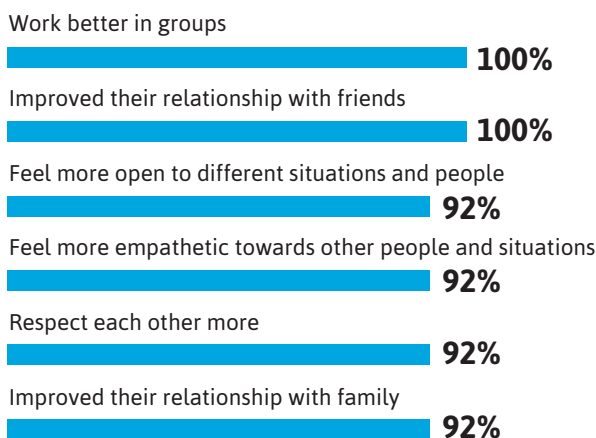 Work better in groups
100%
Improved their relationship with friends
100%
Feel more open to different situations and people
92%
Feel more empathetic towards other people and situations
92%
Respect each other more
92%
Improved their relationship with family
92%